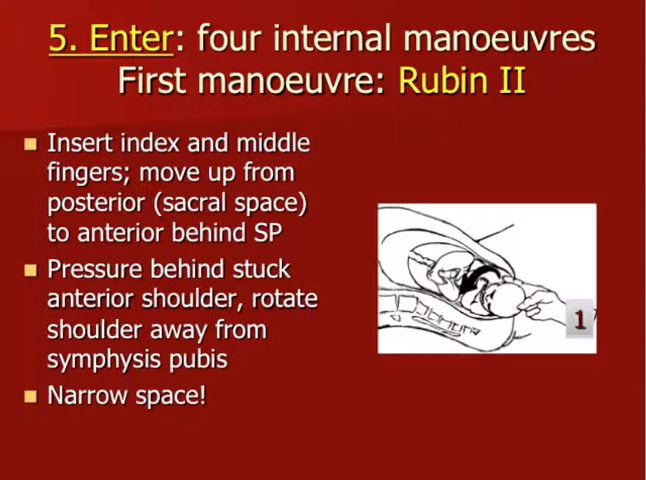 5. Enter: four internal manoeuvres
First manoeuvre: Rubin II
Insert index and middle
fingers; move up from
posterior (sacral space)
to anterior behind SP
Pressure behind stuck
anterior shoulder, rotate
shoulder away from
symphysis pubis
Narrow space!
1